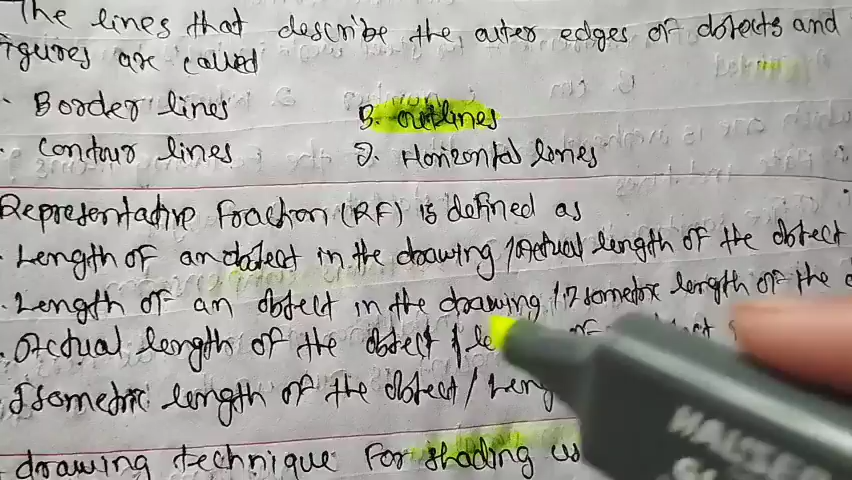 The lines that describe the outer edges of objects and
figures are called
Border lines
B. outlines
Contour lines
D. Horizontal lines
Representative Fraction (RF) is defined as
Length of an object in the drawing / Actual length of the object
Length of an object in the drawing / Isometric length of the
Actual length of the object / of
Isometric length of the object /
drawing technique for shading
HAUSER